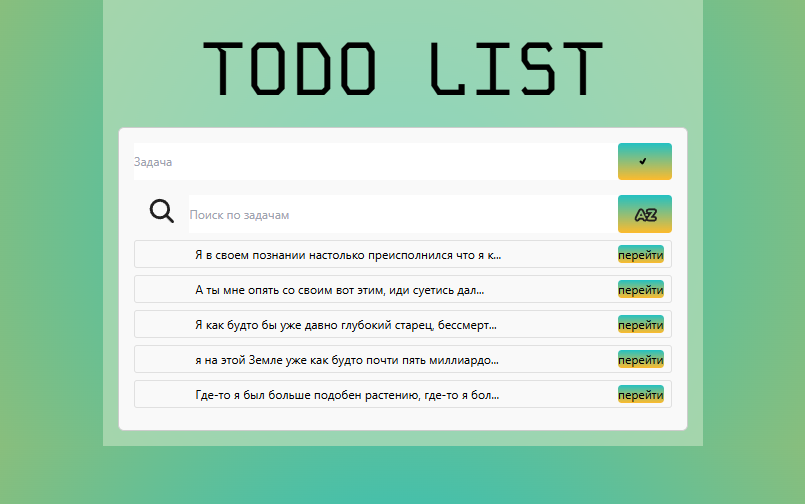 TODO LIST
Задача
Поиск по задачам
AZ
Я в своем познании настолько преисполнился что я к...
перейти
А ты мне опять со своим вот этим, иди суетись дал...
перейти
Я как будто бы уже давно глубокий старец, бессмерт...
перейти
я на этой Земле уже как будто почти пять миллиардо...
перейти
Где-то я был больше подобен растению, где-то я бол...
перейти